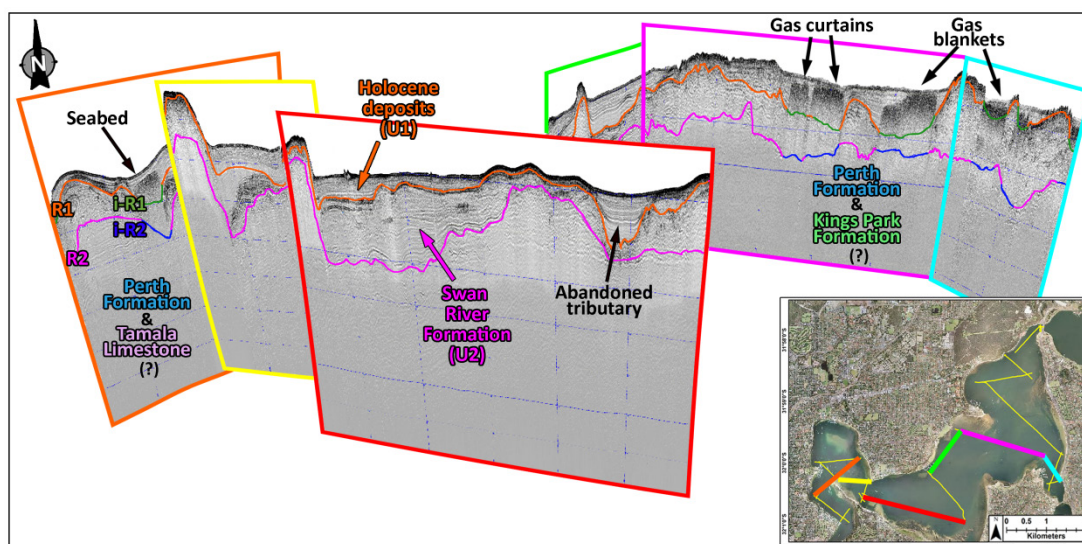 N
Seabed
Holocene
deposits
(U1)
Gas curtains
Gas
blankets
R1
i-R1
i-R2
R2
Perth
Formation
&
Tamala
Limestone
(?)
Swan
River
Formation
(U2)
Abandoned
tributary
Perth
Formation
&
Kings Park
Formation
(?)
N
0 0.5 1
Kilometers